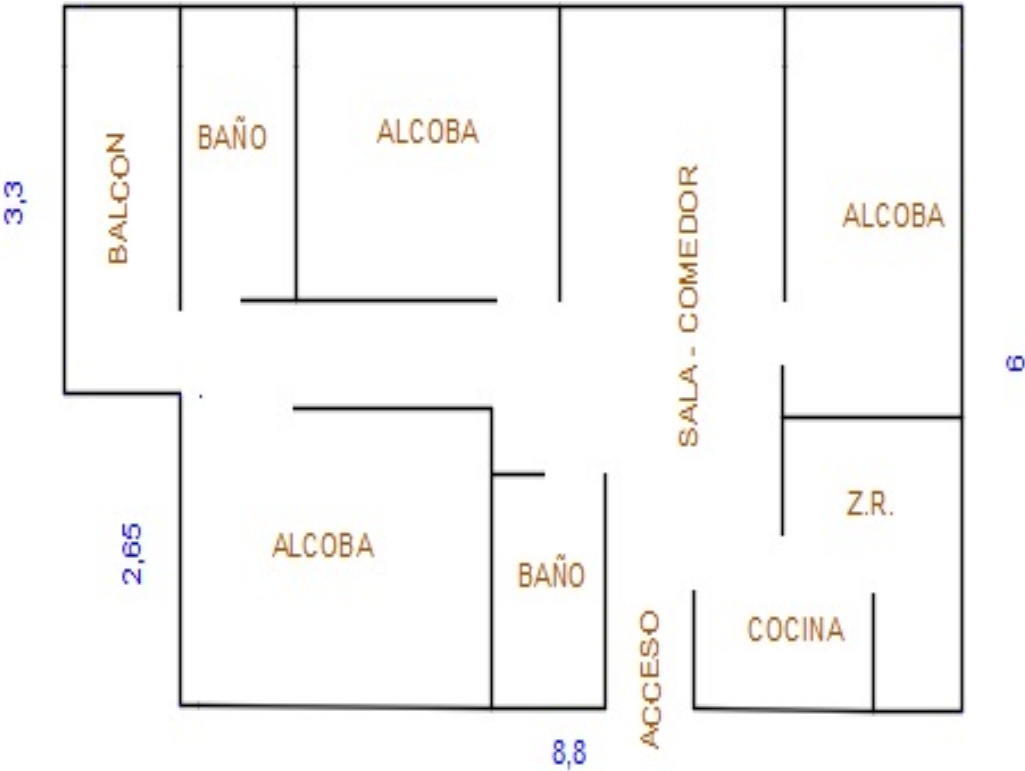 BAÑO
ALCOBA
BALCON
3,3
ALCOBA
SALA - COMEDOR
6
Z.R.
2,65
ALCOBA
BAÑO
COCINA
ACCESO
8,8